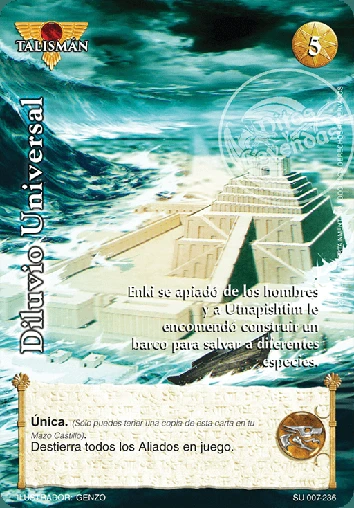 TALISMÁN
5
Diluvio Universal
Enki se apiadó de los hombres
y a Utnapishtim le
encomendó construir un
barco para salvar a diferentes
especies.
Única. (Sólo puedes tener una copia de esta carta en tu
Mazo Castillo).
Destierra todos los Aliados en juego.
ILUSTRADOR: GENZO
SU 007-236